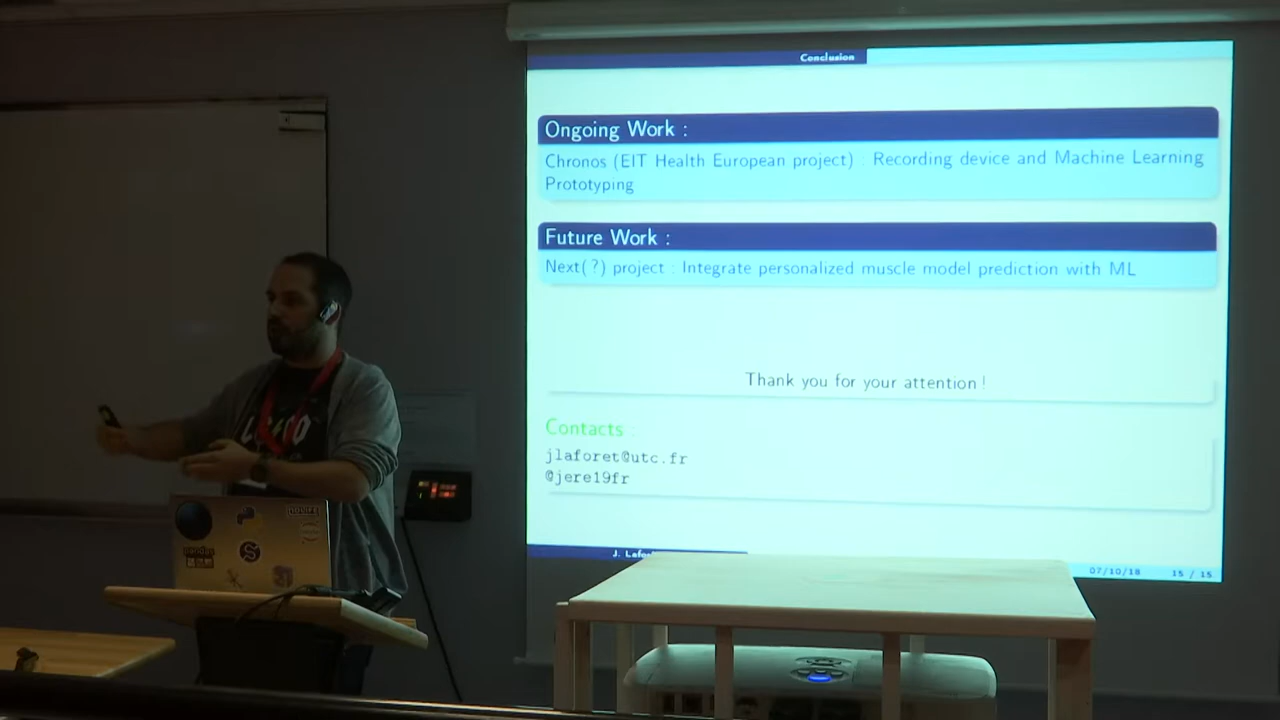 Conclusion
Ongoing Work :
Chronos (EIT Health European project) : Recording device and Machine Learning
Prototyping
Future Work :
Next(?) project : Integrate personalized muscle model prediction with ML
Thank you for your attention !
Contacts :
jlaforet@utc.fr
@jere19fr
J. Lafo
07/10/18
15 / 15
pandas